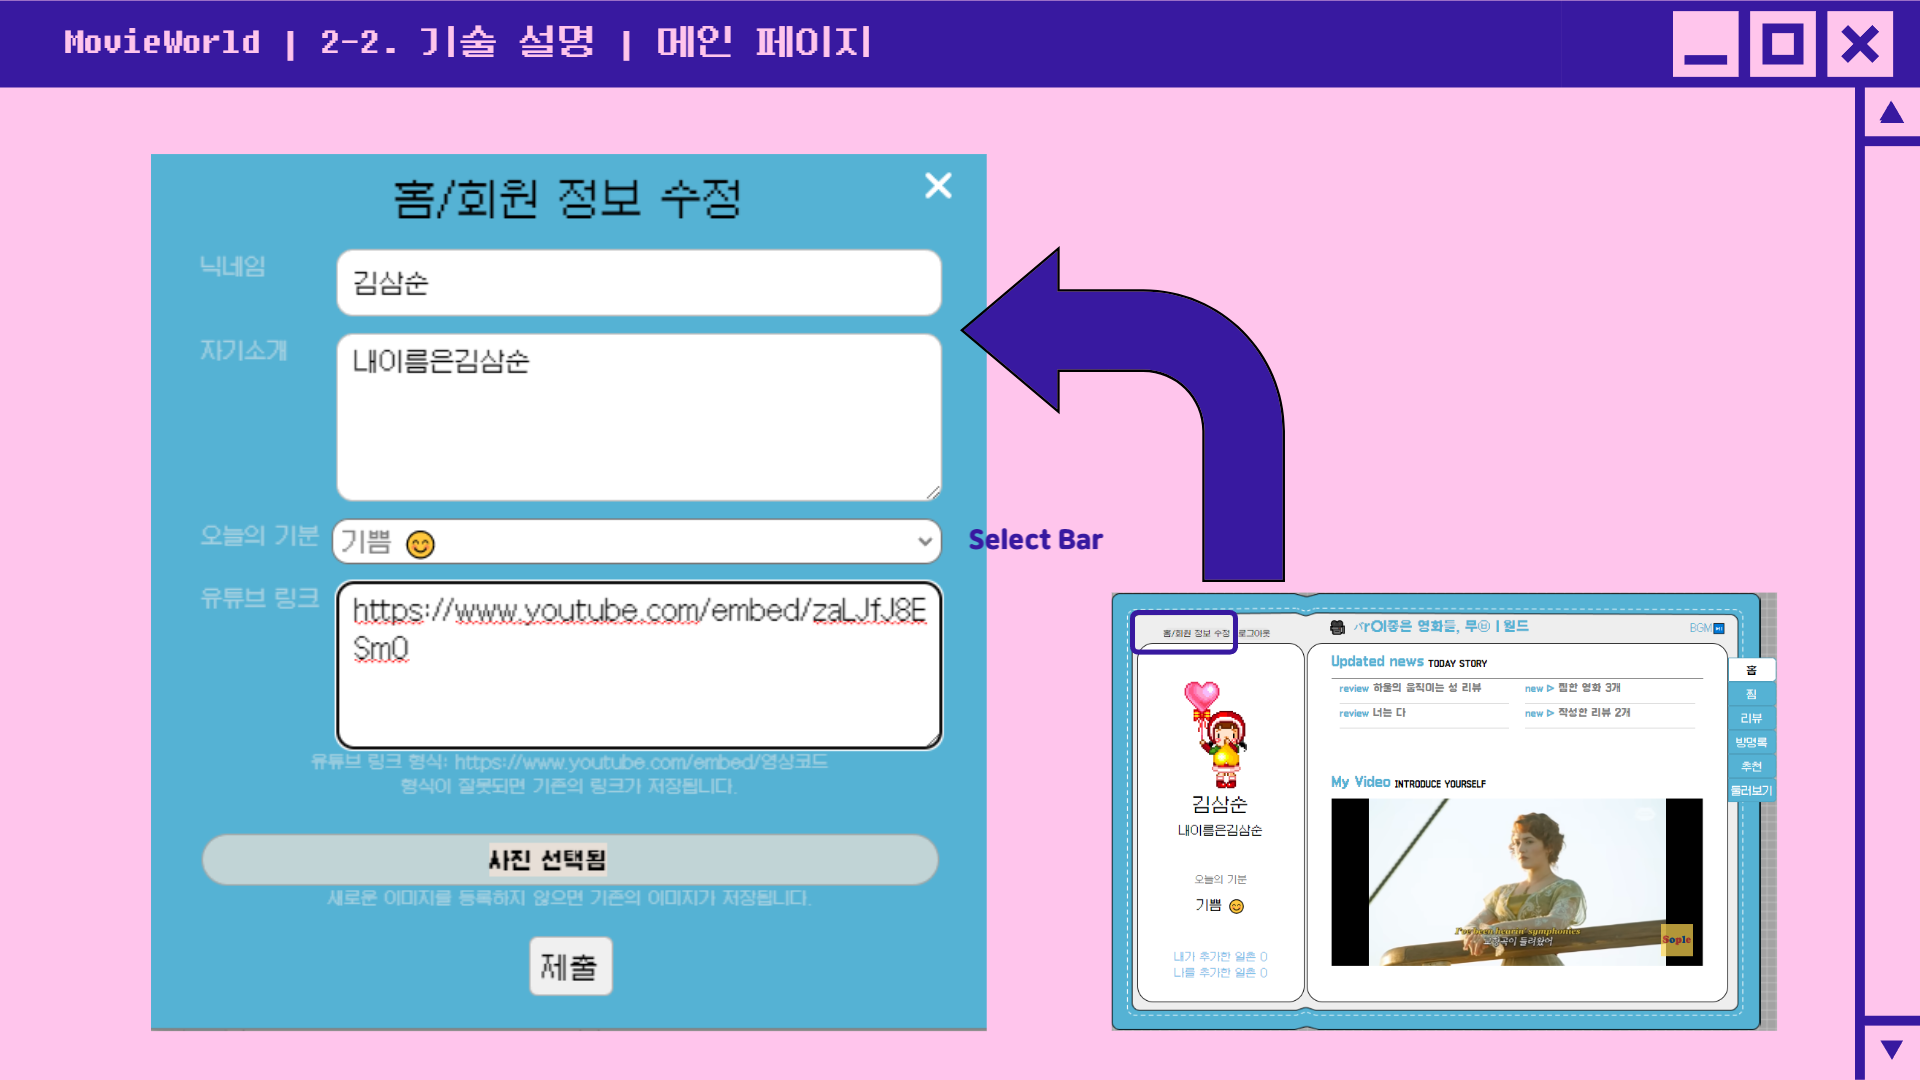 MovieWorld | 2-2. 기술 설명 | 메인 페이지
홈/회원 정보 수정
닉네임
김삼순
자기소개
내이름은김삼순
오늘의 기분
기쁨 😊
Select Bar
유튜브 링크
https://www.youtube.com/embed/zaLJfJ8E
Sm0
유튜브 링크 형식: https://www.youtube.com/embed/영상코드
형식이 잘못되면 기존의 링크가 저장됩니다.
사진 선택됨
새로운 이미지를 등록하지 않으면 기존의 이미지가 저장됩니다.
제출
홈/회원 정보 수정 로그아웃
영화들, 무 월드
BGM
김삼순
내이름은김삼순
오늘의 기분
기쁨 😊
내가 추가한 일촌 0
나를 추가한 일촌 0
Updated news TODAY STORY
review 하울의 움직이는 성 리뷰
new ▷ 찜한 영화 3개
review 너는 다
new ▷ 작성한 리뷰 2개
My Video INTRODUCE YOURSELF
I've been hearin' symphonies
들려왔어
Sople
홈
찜
리뷰
방명록
추천
둘러보기